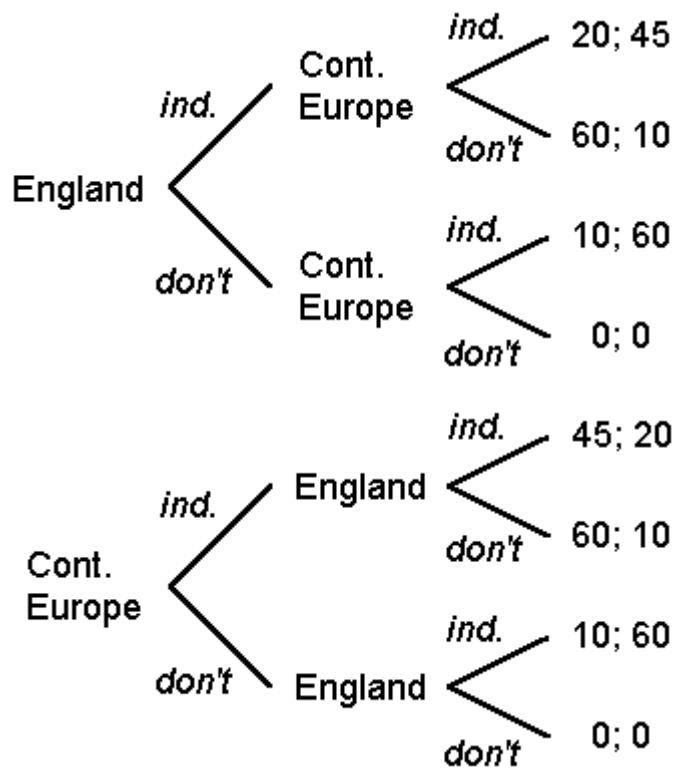 ind.
20; 45
Cont.
Europe
ind.
don't
60; 10
England
ind.
10; 60
don't
Cont.
Europe
don't
0; 0
ind.
45; 20
ind.
England
don't
60; 10
Cont.
Europe
ind.
10; 60
don't
England
don't
0; 0